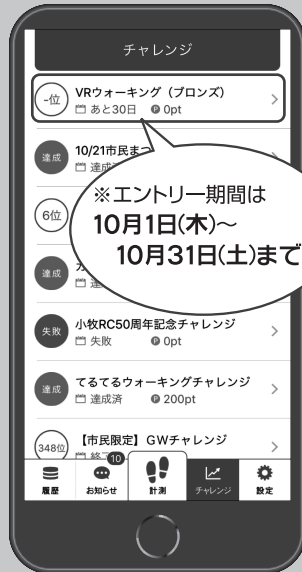 チャレンジ
-位
VRウォーキング（ブロンズ）
あと30日 P 0pt
達成
10/21市民まつ
達成
※エントリー期間は
10月1日(木)〜
10月31日(土)まで
6位
達成
失敗
小牧RC50周年記念チャレンジ
失敗 P 0pt
達成
てるてるウォーキングチャレンジ
達成済 P 200pt
348位
【市民限定】GWチャレンジ
10
履歴
お知らせ
計測
チャレンジ
設定